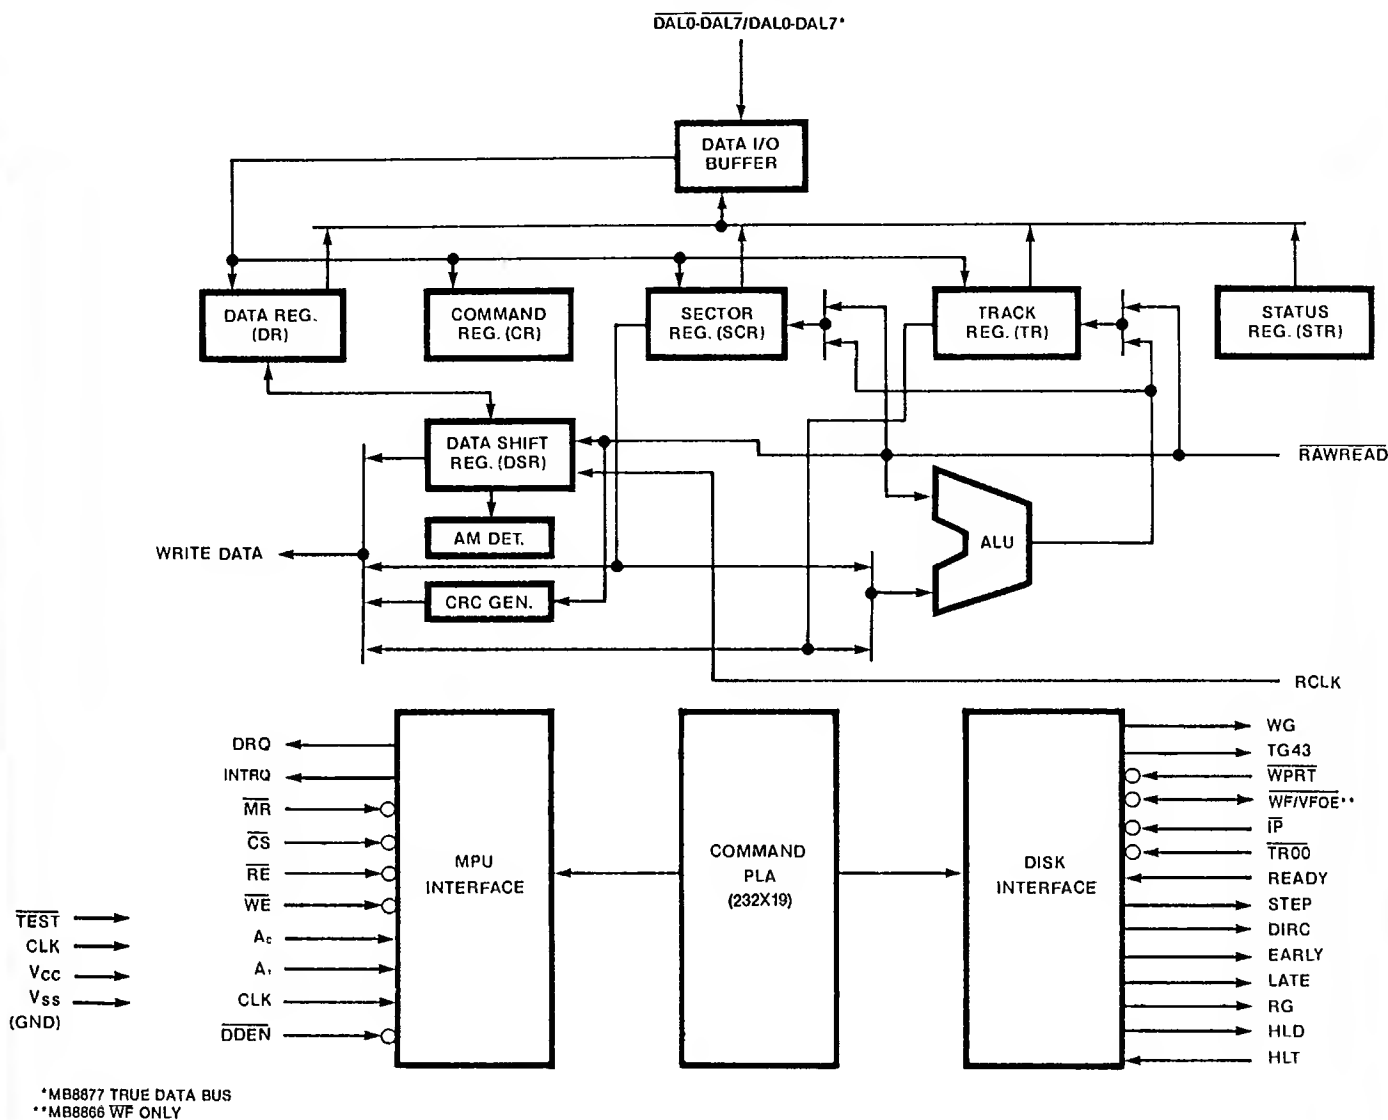 DAL0-DAL7/DAL0-DAL7*
DATA I/O
BUFFER
DATA REG.
(DR)
COMMAND
REG. (CR)
SECTOR
REG. (SCR)
TRACK
REG. (TR)
STATUS
REG. (STR)
DATA SHIFT
REG. (DSR)
RAWREAD
AM DET.
ALU
WRITE DATA
CRC GEN.
RCLK
DRQ
INTRQ
MR
CS
RE
WE
A₀
A₁
CLK
DDEN
MPU
INTERFACE
COMMAND
PLA
(232X19)
DISK
INTERFACE
WG
TG43
WPRT
WF/VFOE**
IP
TR00
READY
STEP
DIRC
EARLY
LATE
RG
HLD
HLT
TEST
CLK
VCC
VSS
(GND)
*MB8877 TRUE DATA BUS
**MB8866 WF ONLY